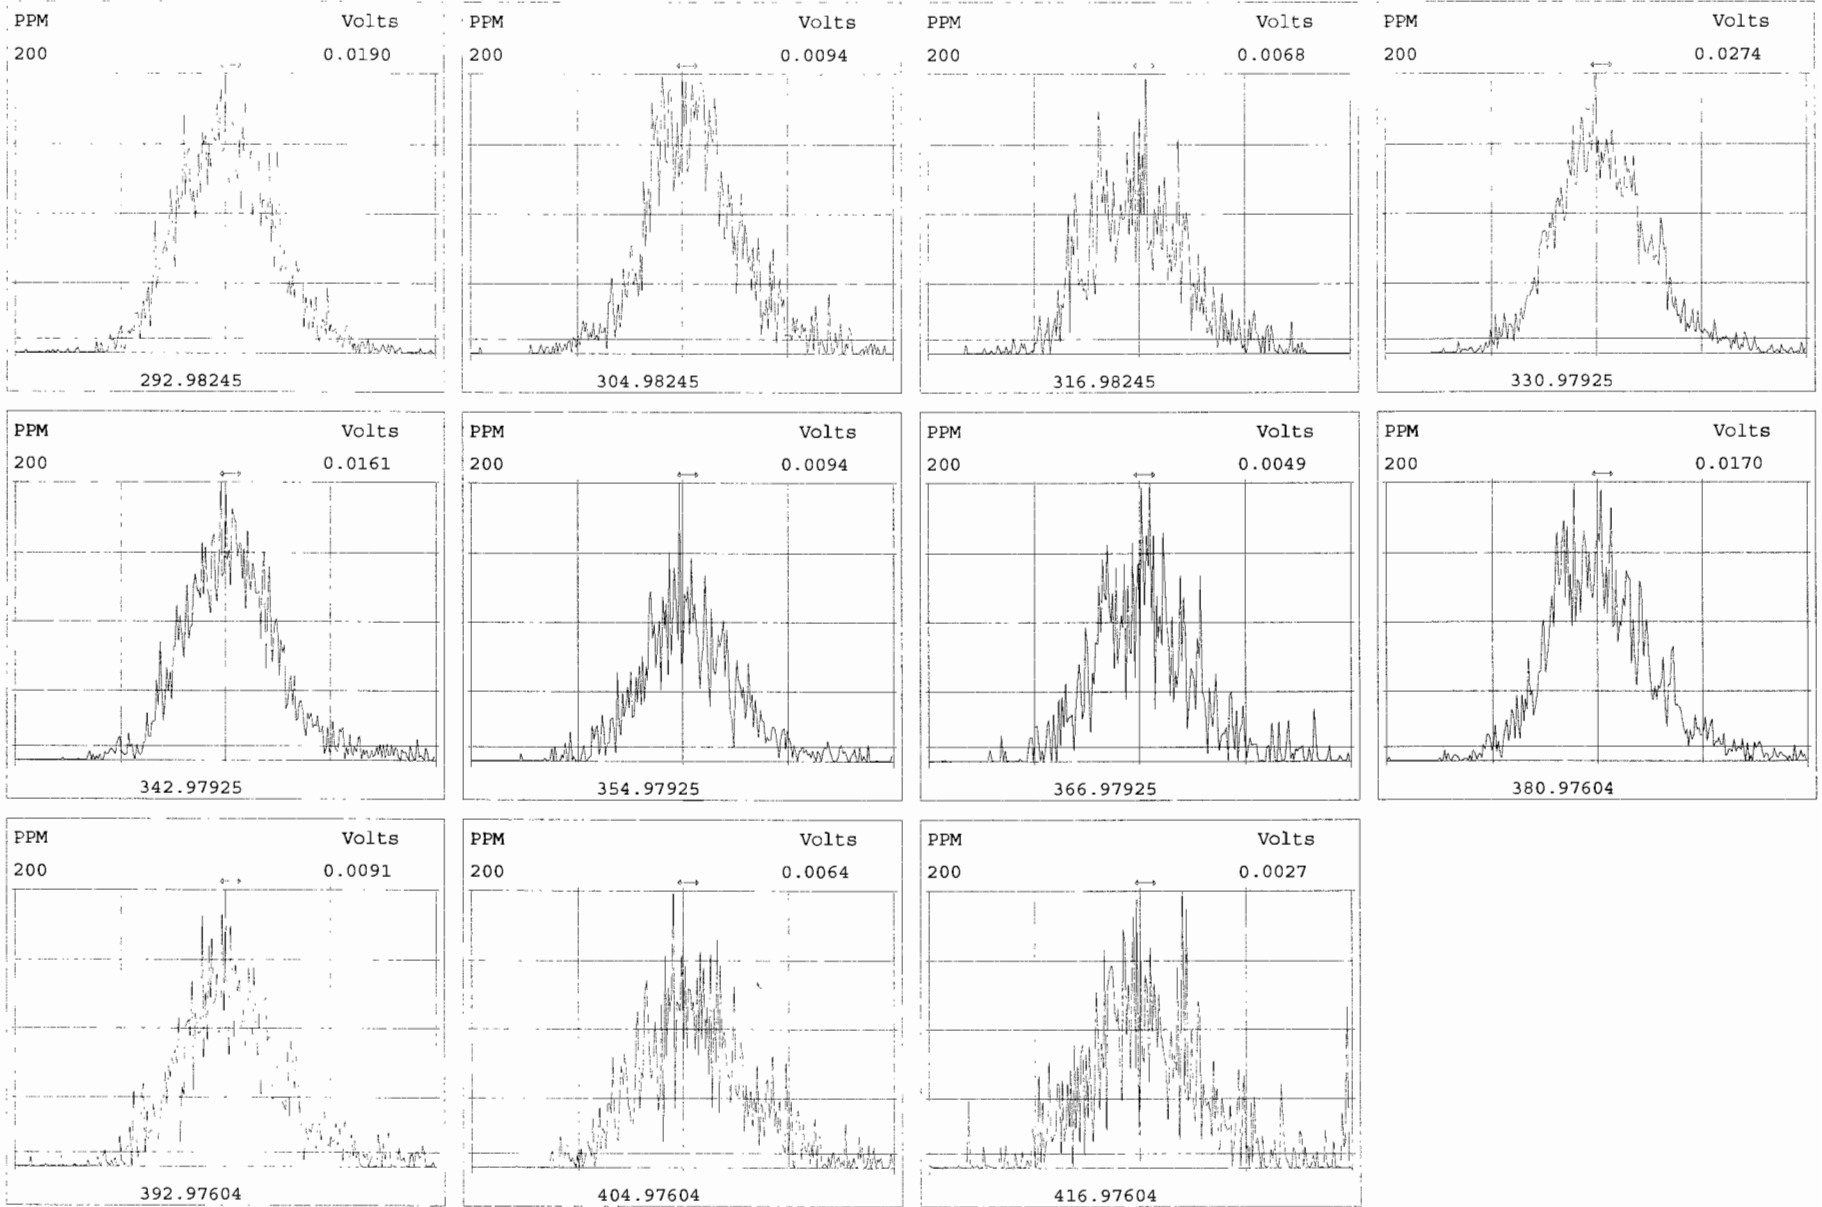 PPM Volts
200 0.0190
292.98245
PPM Volts
200 0.0094
304.98245
PPM Volts
200 0.0068
316.98245
PPM Volts
200 0.0274
330.97925
PPM Volts
200 0.0161
342.97925
PPM Volts
200 0.0094
354.97925
PPM Volts
200 0.0049
366.97925
PPM Volts
200 0.0170
380.97604
PPM Volts
200 0.0091
392.97604
PPM Volts
200 0.0064
404.97604
PPM Volts
200 0.0027
416.97604